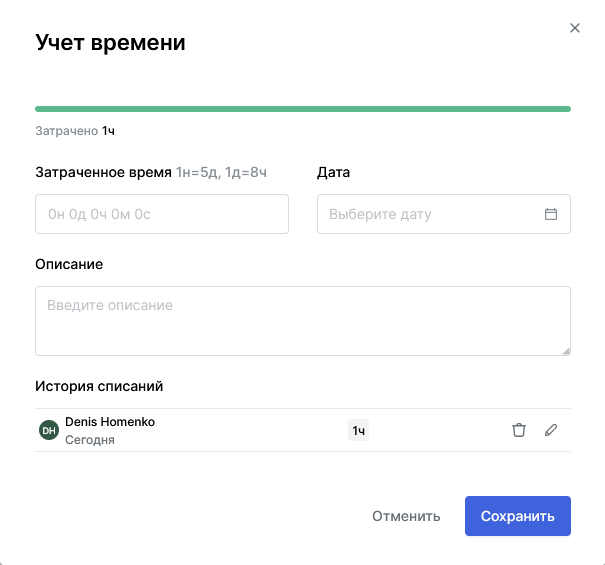 Учет времени
Затрачено 1ч
Затраченное время 1н=5д, 1д=8ч
Дата
0н 0д 0ч 0м 0с
Выберите дату
Описание
Введите описание
История списаний
DH
Denis Homenko
Сегодня
1ч
Отменить
Сохранить